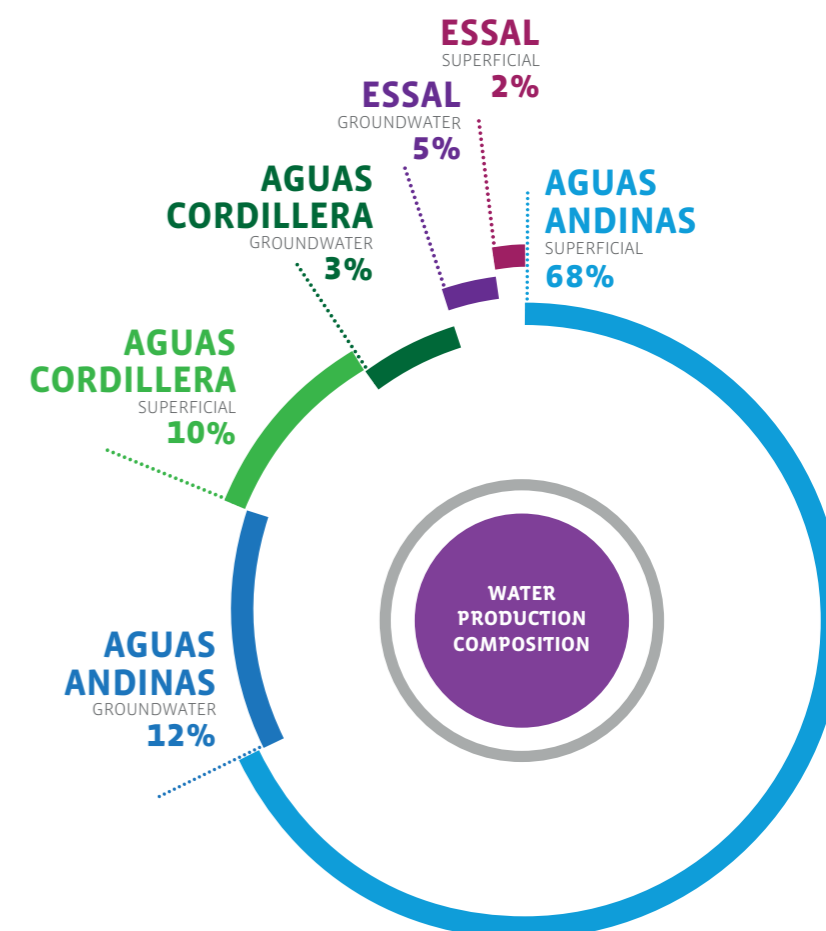 ESSAL
SUPERFICIAL
2%
ESSAL
GROUNDWATER
5%
AGUAS
CORDILLERA
GROUNDWATER
3%
AGUAS
ANDINAS
SUPERFICIAL
68%
AGUAS
CORDILLERA
SUPERFICIAL
10%
AGUAS
ANDINAS
GROUNDWATER
12%
WATER
PRODUCTION
COMPOSITION